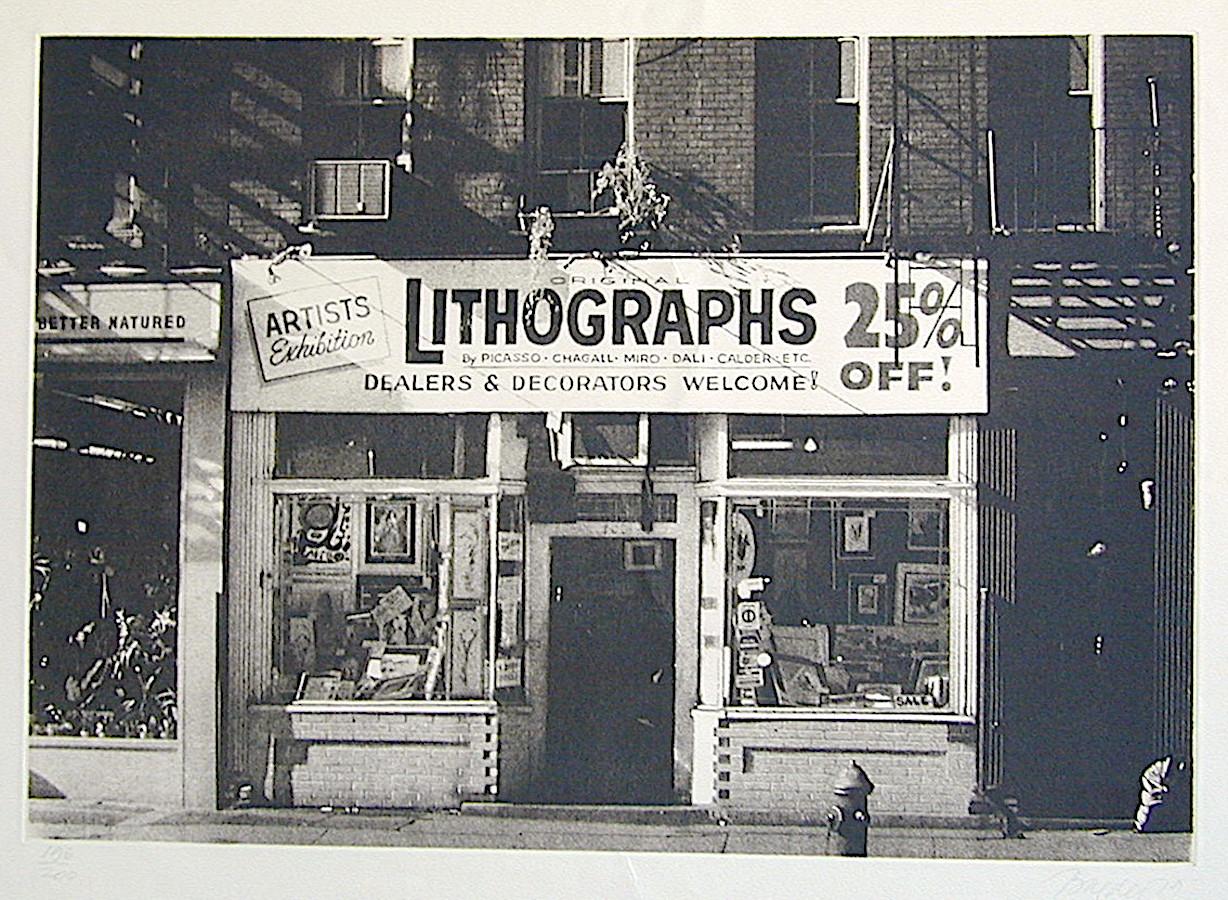 BETTER NATURED
ARTISTS
Exhibition
ORIGINAL
LITHOGRAPHS
By PICASSO · CHAGALL · MIRO · DALI · CALDER · ETC.
DEALERS & DECORATORS WELCOME!
25%
OFF!
SALE